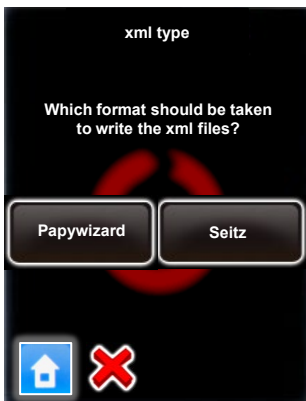 xml type
Which format should be taken
to write the xml files?
Papywizard
Seitz